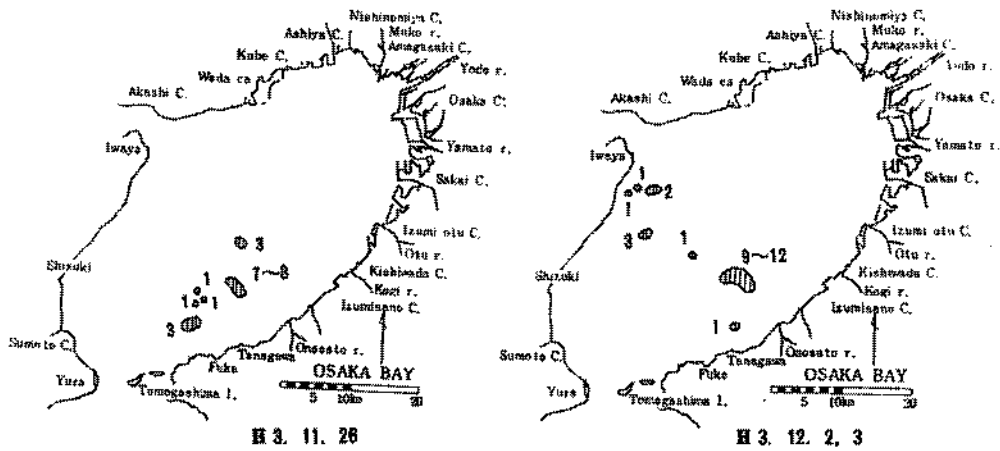 Nishinomiya C.
Ashiya C.
Muko r.
Amagasaki C.
Kobe C.
Yodo r.
Wada ca
Osaka C.
Akashi C.
Iwaya
Yamato r.
Sakai C.
Izumi otu C.
Otu r.
3
Kishiwada C.
7～8
Shizuki
1
Kogi r.
1 1
Izumisano C.
3
Sumoto C.
Onosato r.
Tanagawa
Fuke
OSAKA BAY
Yura
Tomogashima I.
5 10km 20
H 3. 11. 26
Nishinomiya C.
Ashiya C.
Muko r.
Amagasaki C.
Kobe C.
Yodo r.
Wada ca
Osaka C.
Akashi C.
Yamato r.
Iwaya
1
2
Sakai C.
1
Izumi otu C.
3
1
Otu r.
9～12
Kishiwada C.
Shizuki
Kogi r.
Izumisano C.
1
Sumoto C.
Onosato r.
Tanagawa
Fuke
OSAKA BAY
Yura
Tomogashima I.
5 10km 20
H 3. 12. 2, 3